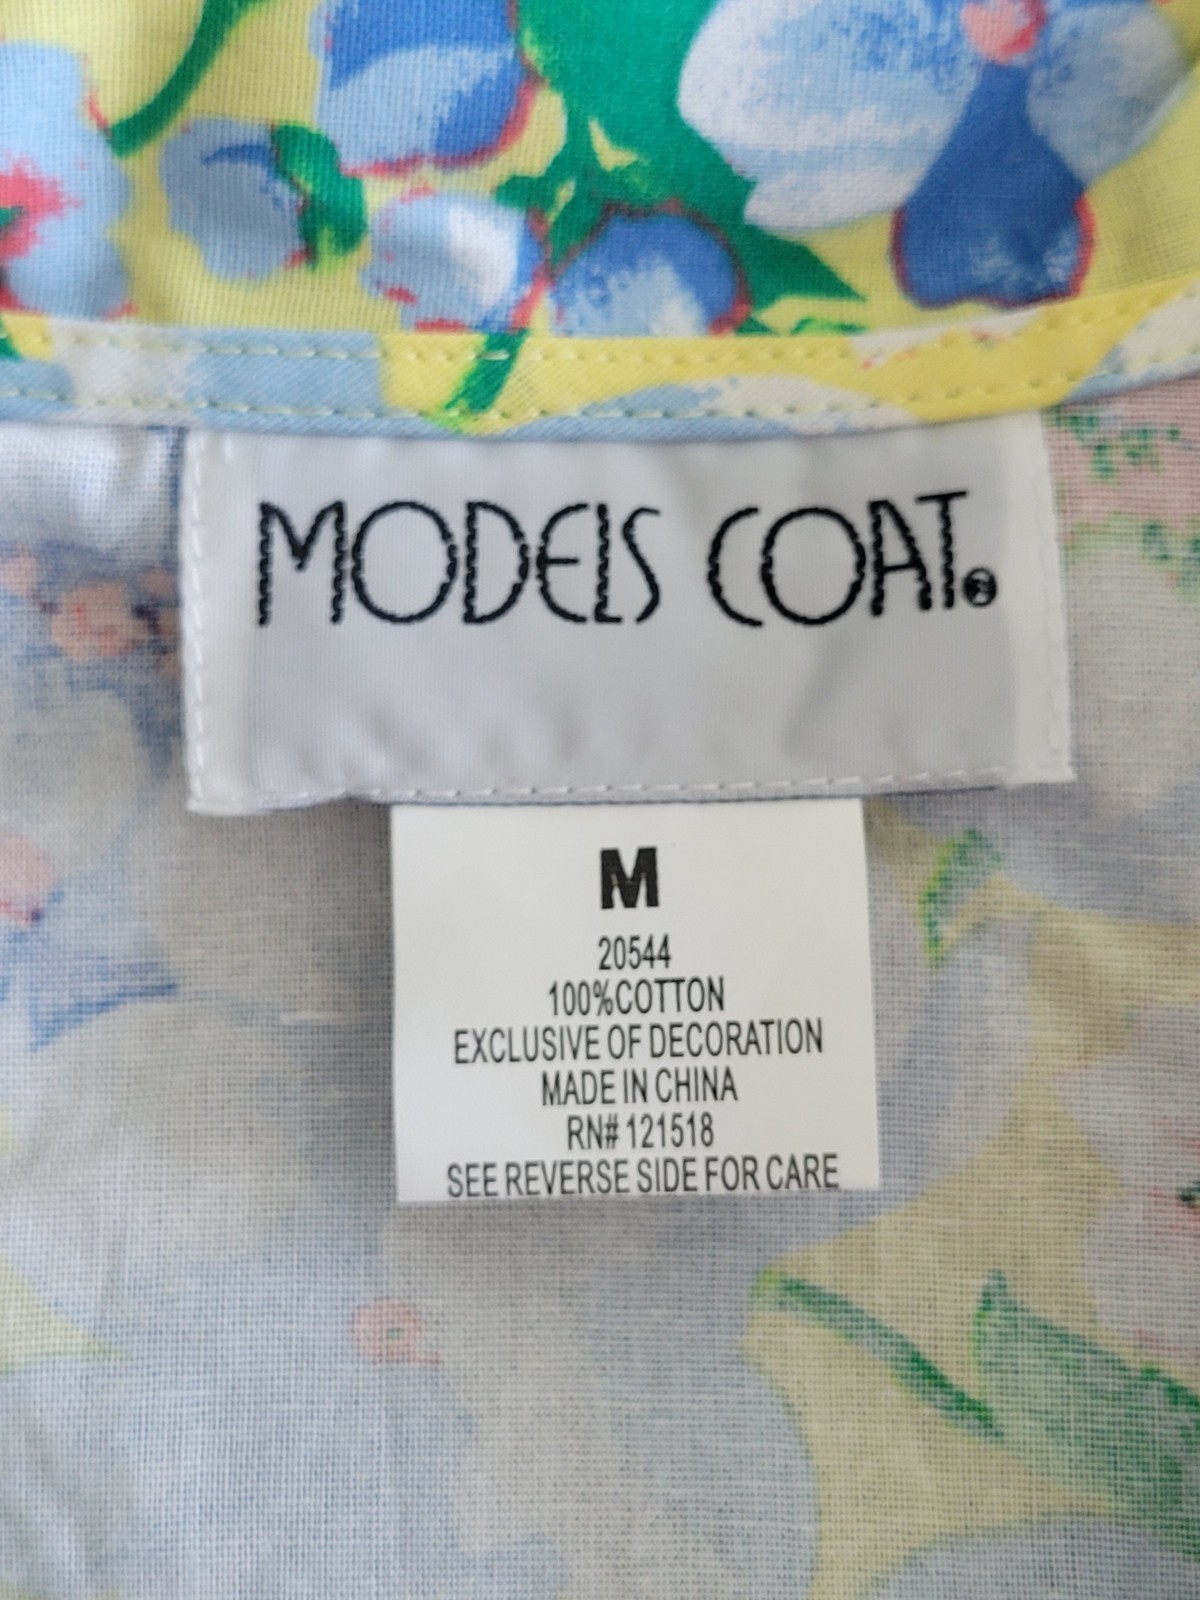 MODELS COAT®
M
20544
100%COTTON
EXCLUSIVE OF DECORATION
MADE IN CHINA
RN# 121518
SEE REVERSE SIDE FOR CARE